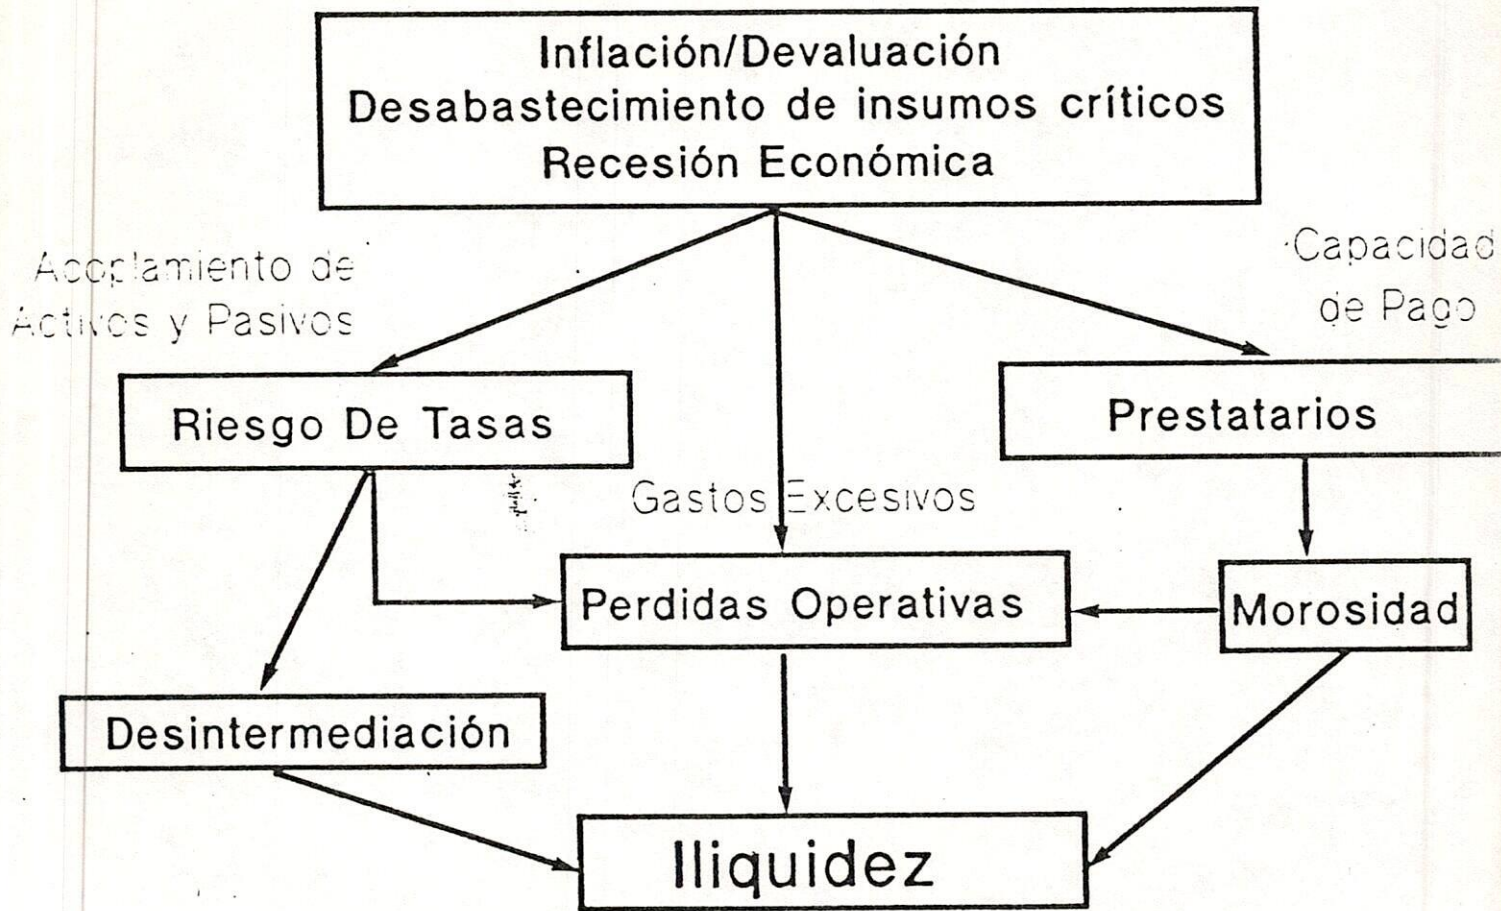 Inflación/Devaluación
Desabastecimiento de insumos críticos
Recesión Económica
Acoplamiento de
Activos y Pasivos
Capacidad
de Pago
Riesgo De Tasas
Prestatarios
Gastos Excesivos
Perdidas Operativas
Morosidad
Desintermediación
Iliquidez